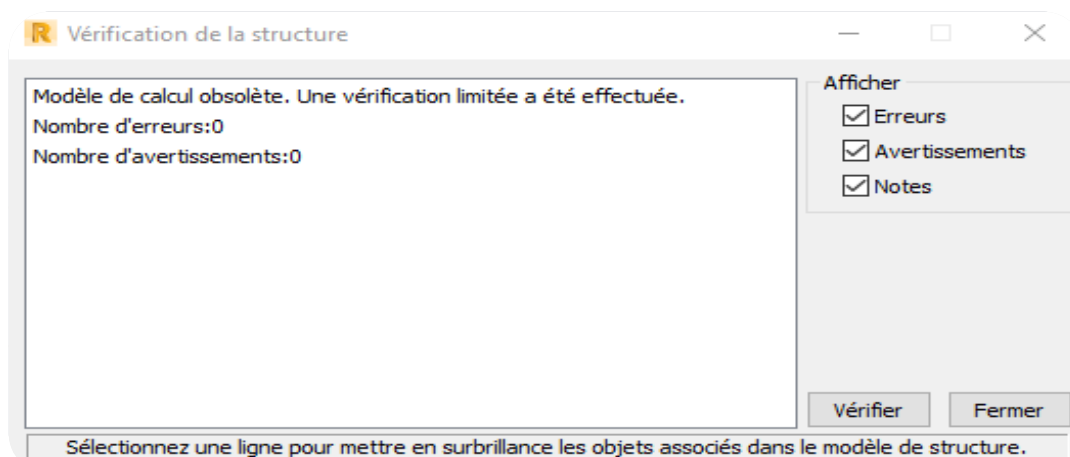 Vérification de la structure
Modèle de calcul obsolète. Une vérification limitée a été effectuée.
Nombre d'erreurs:0
Nombre d'avertissements:0
Afficher
Erreurs
Avertissements
Notes
Vérifier
Fermer
Sélectionnez une ligne pour mettre en surbrillance les objets associés dans le modèle de structure.